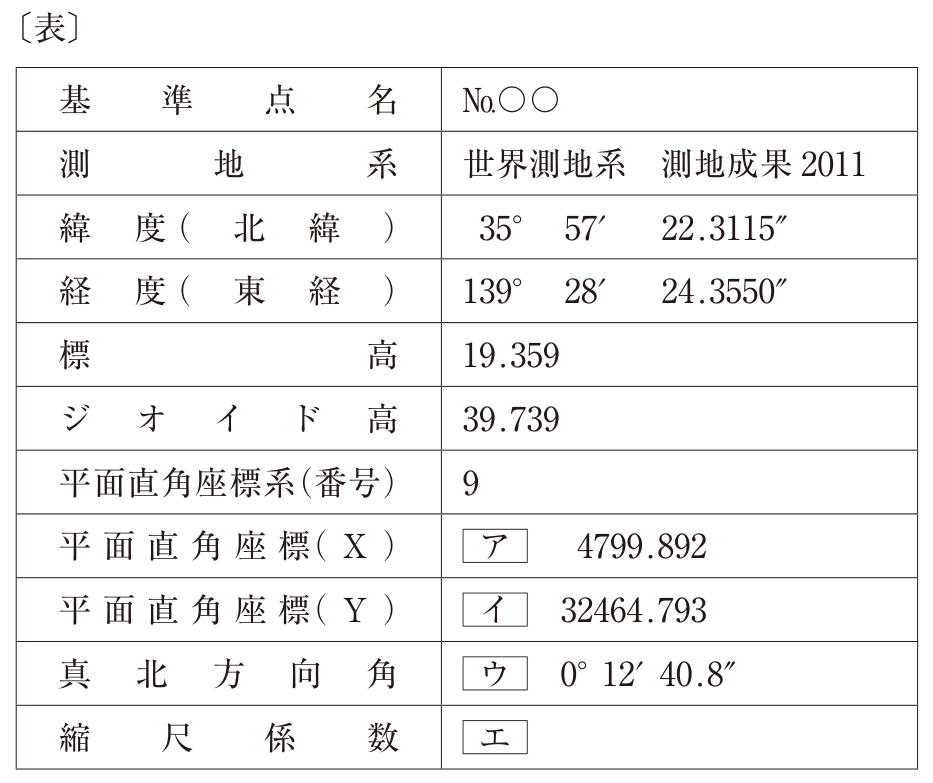 〔表〕
基準点名 №○○
測地系 世界測地系 測地成果2011
緯度(北緯) 35° 57′ 22.3115″
経度(東経) 139° 28′ 24.3550″
標高 19.359
ジオイド高 39.739
平面直角座標系(番号) 9
平面直角座標(X) ア 4799.892
平面直角座標(Y) イ 32464.793
真北方向角 ウ 0° 12′ 40.8″
縮尺係数 エ